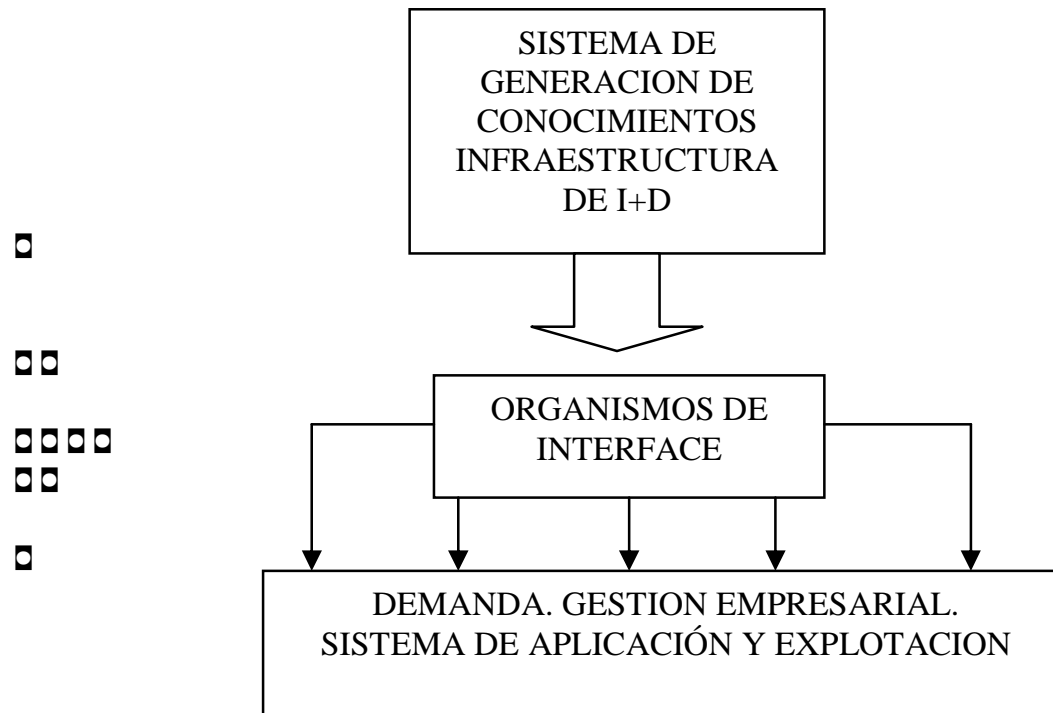 SISTEMA DE
GENERACION DE
CONOCIMIENTOS
INFRAESTRUCTURA
DE I+D
ORGANISMOS DE
INTERFACE
DEMANDA. GESTION EMPRESARIAL.
SISTEMA DE APLICACIÓN Y EXPLOTACION